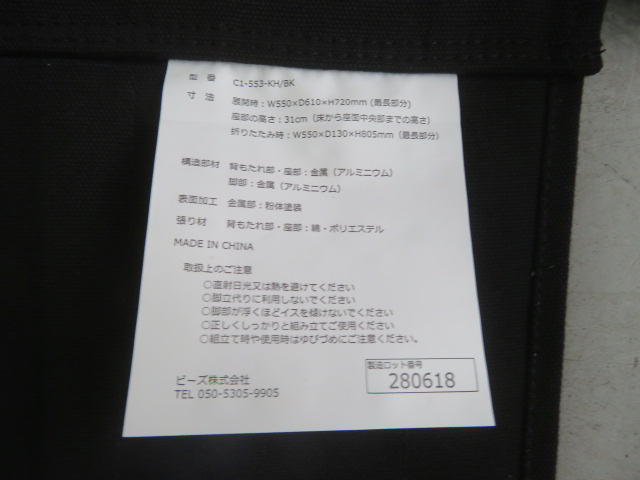 型 番 C1-553-KH/BK
寸 法 展開時：W550×D610×H720mm (最長部分)
座部の高さ：31cm（床から座面中央部までの高さ）
折りたたみ時：W550×D130×H805mm（最長部分）
構造部材 背もたれ部・座部：金属（アルミニウム）
脚部：金属（アルミニウム）
表面加工 金属部：粉体塗装
張り材 背もたれ部・座部：綿・ポリエステル
MADE IN CHINA
取扱上のご注意
○直射日光又は熱を避けてください
○脚立代りに利用しないでください
○脚部が浮くほどイスを傾けないでください
○正しくしっかりと組み立てご使用ください
○組立て時や使用時はゆびづめにご注意ください。
製造ロット番号
280618
ビーズ株式会社
TEL 050-5305-9905